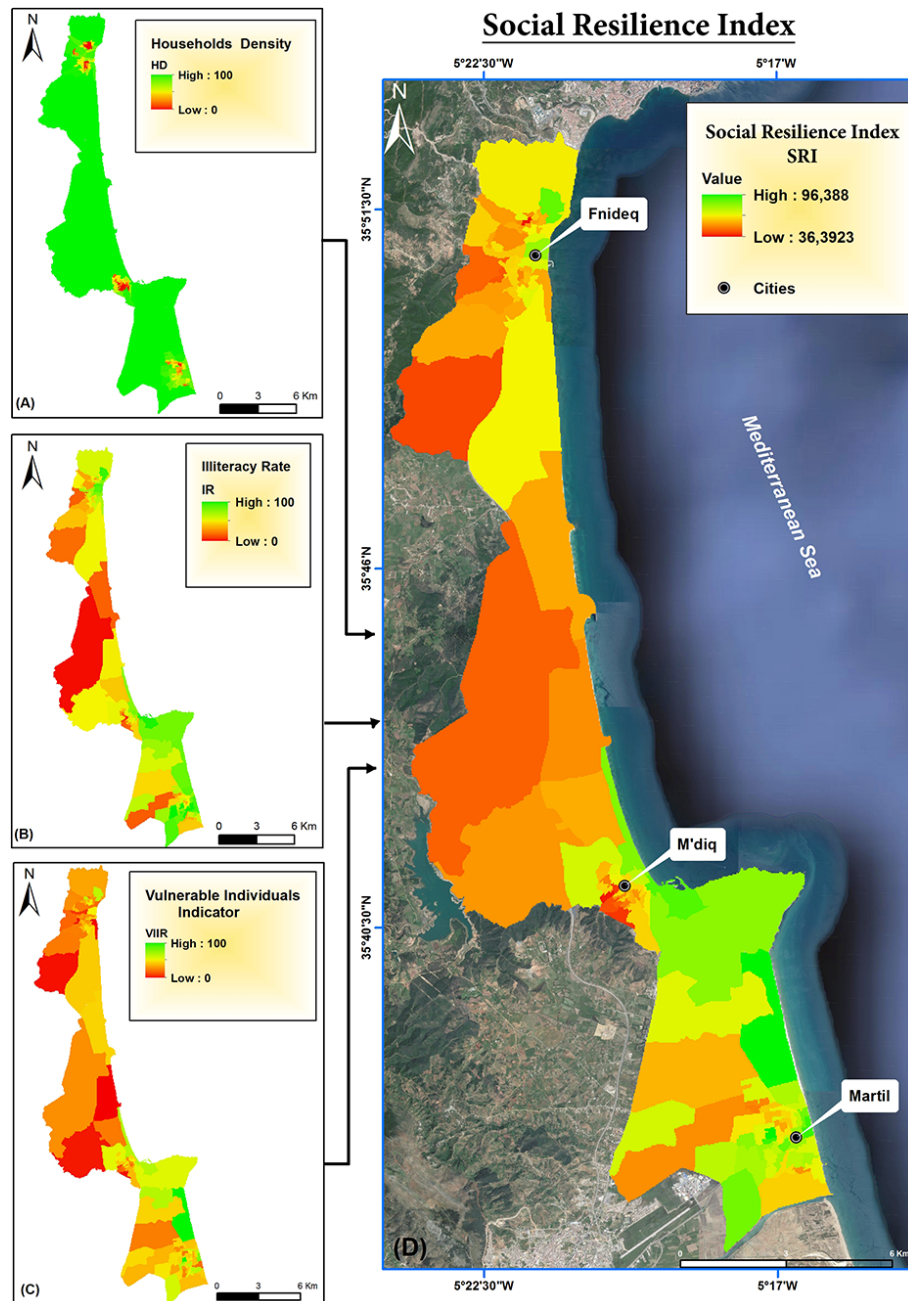 Social Resilience Index
N
Households Density
HD
High : 100
Low : 0
0 3 6 Km
(A)
N
Illiteracy Rate
IR
High : 100
Low : 0
0 3 6 Km
(B)
N
Vulnerable Individuals
Indicator
VIIR
High : 100
Low : 0
0 3 6 Km
(C)
5°22'30"W 5°17'W
N
Social Resilience Index
SRI
Value
High : 96,388
Low : 36,3923
Cities
35°51'30"N
35°46'N
35°40'30"N
Fnideq
Mediterranean Sea
M'diq
Martil
(D)
0 3 6 Km
5°22'30"W 5°17'W